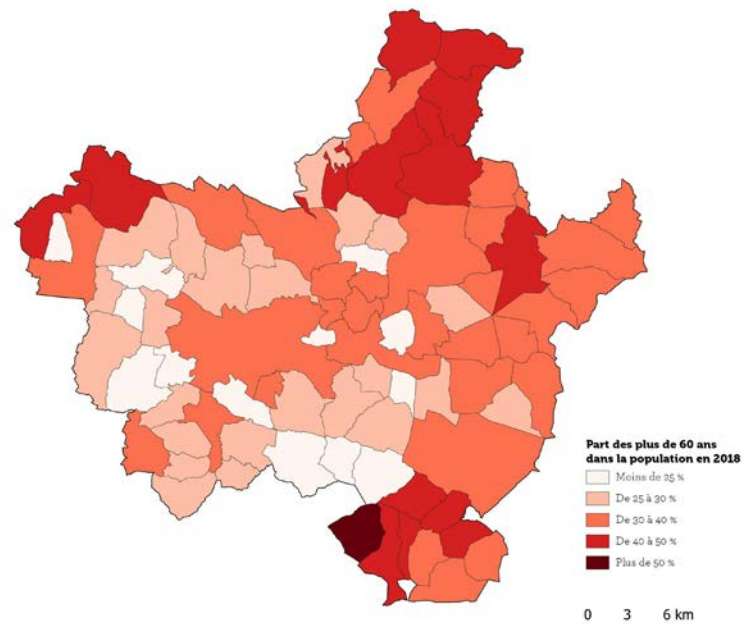 Part des plus de 60 ans
dans la population en 2018
Moins de 25 %
De 25 à 30 %
De 30 à 40 %
De 40 à 50 %
Plus de 50 %
0 3 6 km